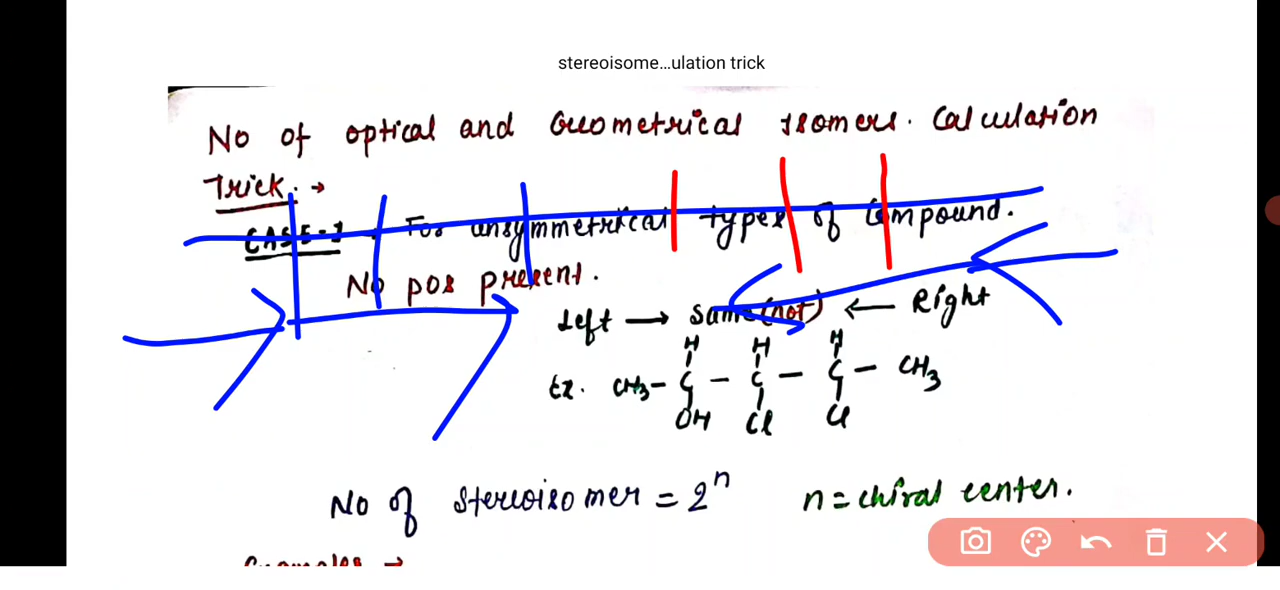 stereoisome...ulation trick
No of optical and Geometrical Isomers. Calculation
Trick: →
CASE-1 . For unsymmetrical types of Compound.
No pos present.
Left → Same(not) ← Right
H H H
Ex. CH3- C - C - C - CH3
OH Cl Cl
No of stereoisomer = 2^n n = chiral center.